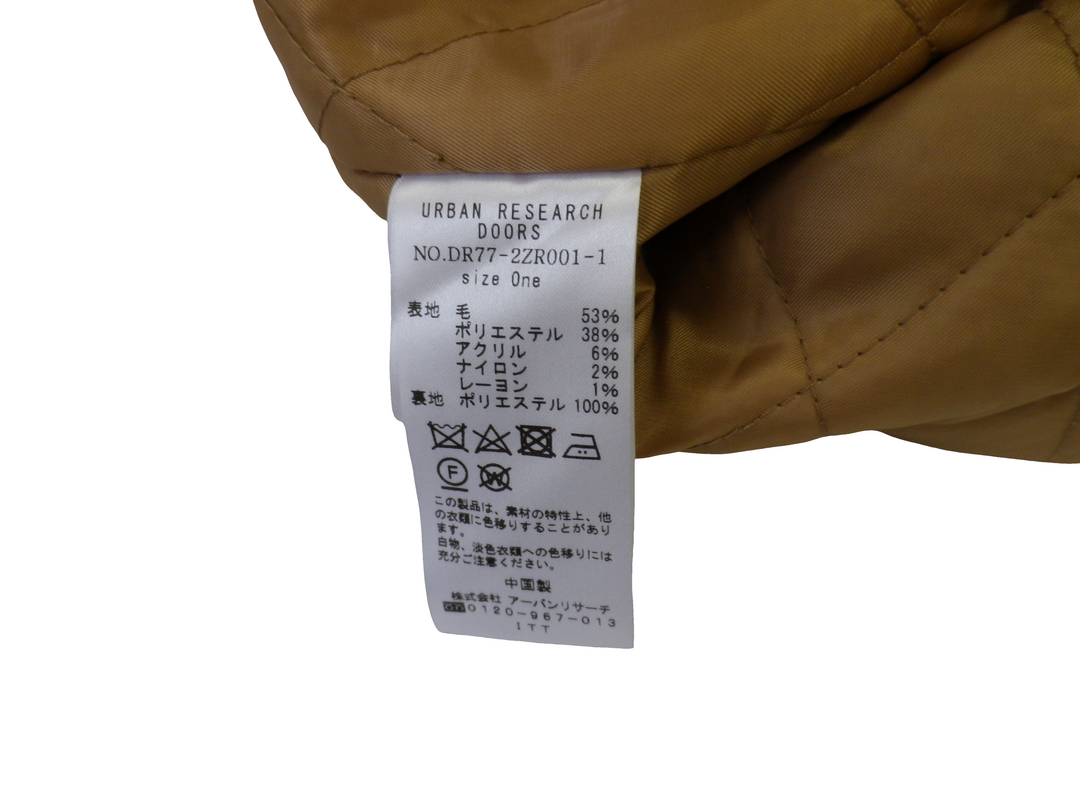 URBAN RESEARCH
DOORS
NO.DR77-2ZR001-1
size One
表地 毛 53%
ポリエステル 38%
アクリル 6%
ナイロン 2%
レーヨン 1%
裏地 ポリエステル 100%
F W
この製品は、素材の特性上、他
の衣類に色移りすることがあり
ます。
白物、淡色衣類への色移りには
充分ご注意ください。
中国製
株式会社 アーバンリサーチ
0120-967-013
ITT